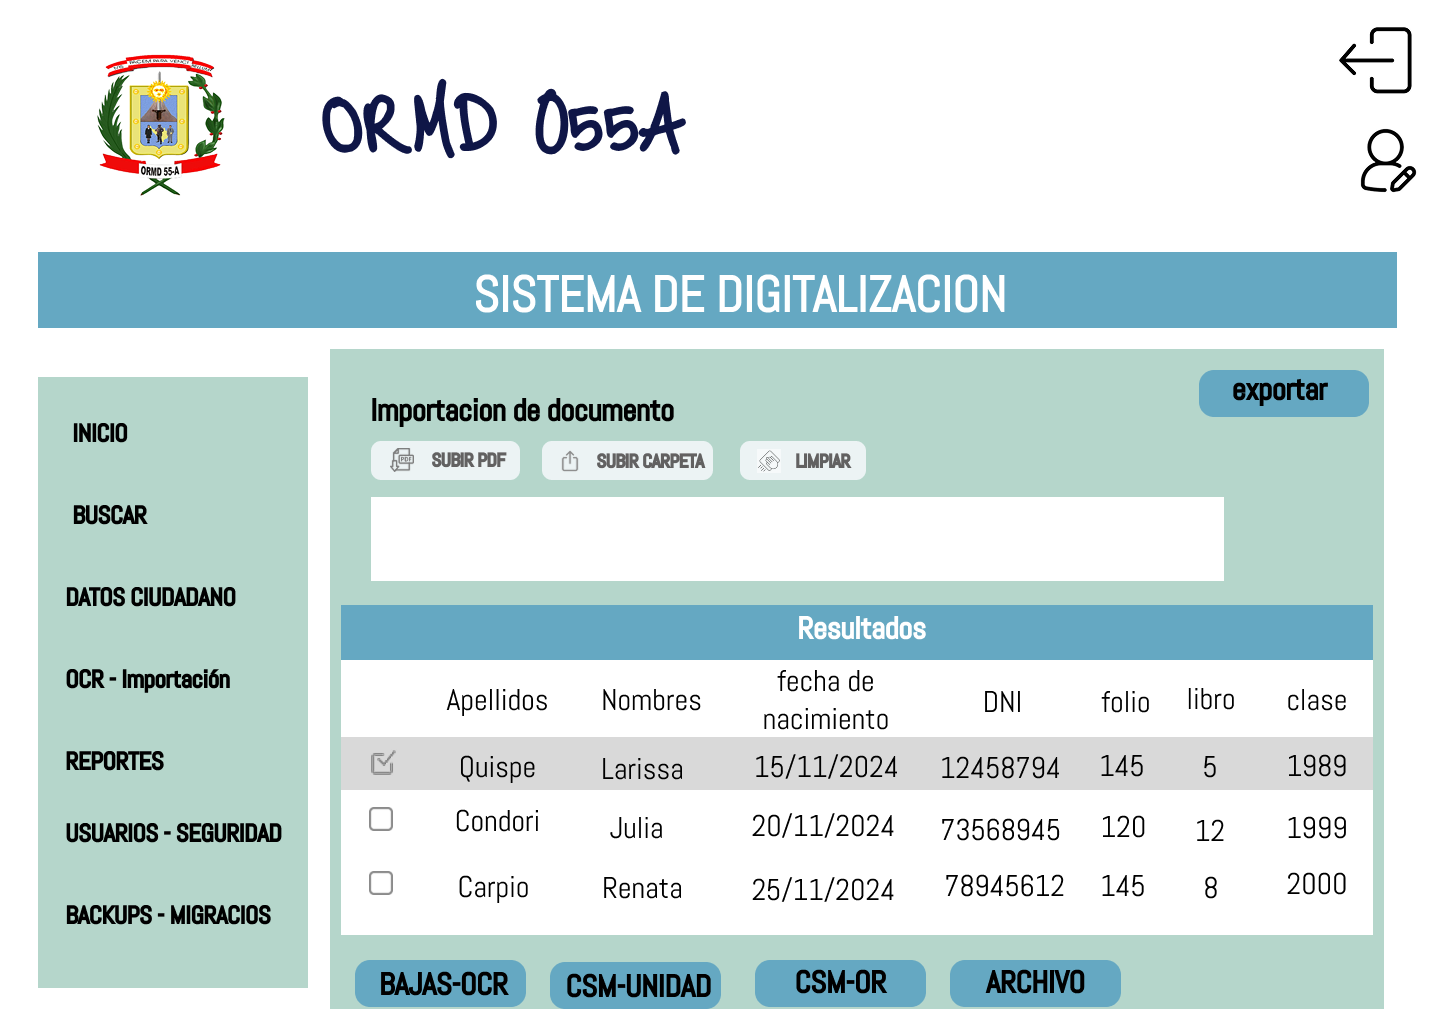 ORMD 55-A
ORMD 055A
SISTEMA DE DIGITALIZACION
INICIO
BUSCAR
DATOS CIUDADANO
OCR - Importación
REPORTES
USUARIOS - SEGURIDAD
BACKUPS - MIGRACIOS
exportar
Importacion de documento
PDF SUBIR PDF SUBIR CARPETA LIMPIAR
Resultados
Apellidos Nombres fecha de nacimiento DNI folio libro clase
Quispe Larissa 15/11/2024 12458794 145 5 1989
Condori Julia 20/11/2024 73568945 120 12 1999
Carpio Renata 25/11/2024 78945612 145 8 2000
BAJAS-OCR CSM-UNIDAD CSM-OR ARCHIVO